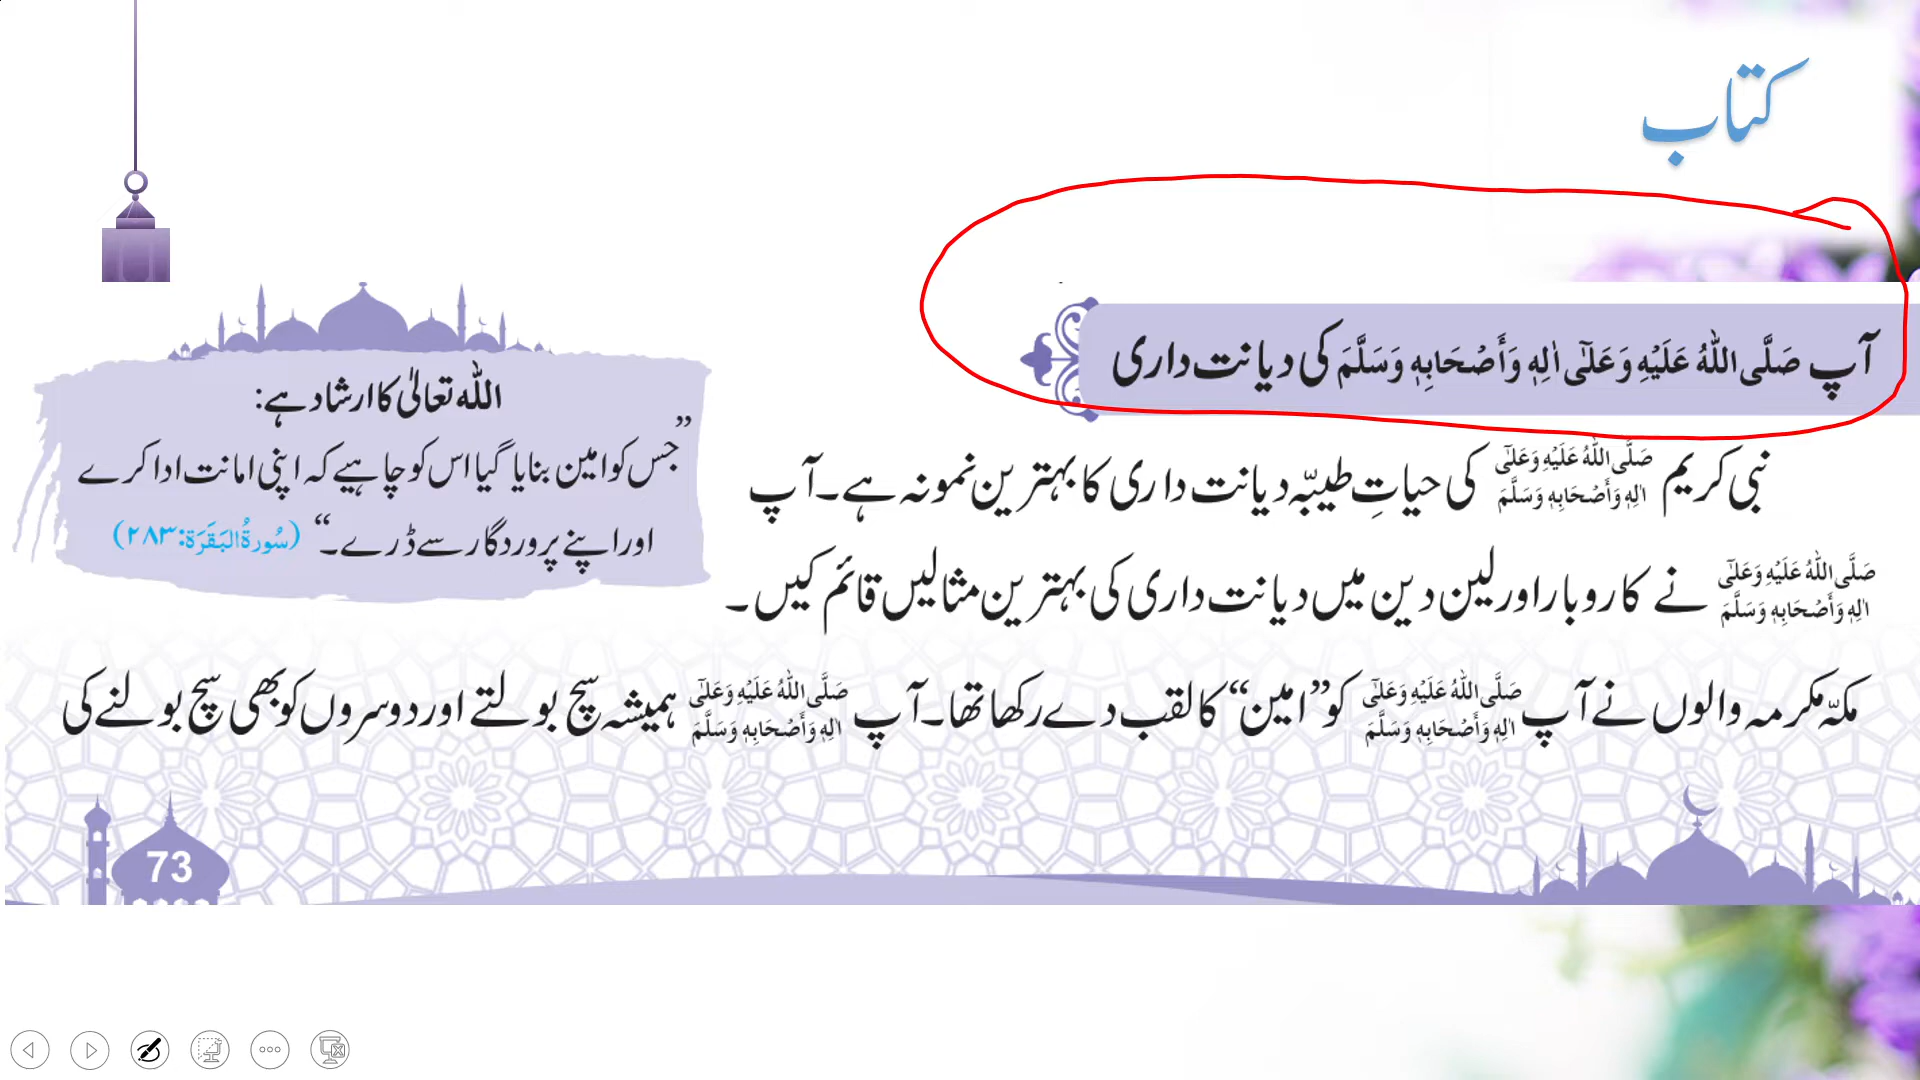 کتاب
آپ صَلَّی اللّٰہُ عَلَیْہِ وَعَلٰٓی اٰلِہٖ وَأَصْحَابِہٖ وَسَلَّمَ کی دیانت داری
نبی کریم صَلَّی اللّٰہُ عَلَیْہِ وَعَلٰٓی اٰلِہٖ وَأَصْحَابِہٖ وَسَلَّمَ کی حیاتِ طیبّہ دیانت داری کا بہترین نمونہ ہے۔ آپ
صَلَّی اللّٰہُ عَلَیْہِ وَعَلٰٓی اٰلِہٖ وَأَصْحَابِہٖ وَسَلَّمَ نے کاروبار اور لین دین میں دیانت داری کی بہترین مثالیں قائم کیں۔
اللہ تعالیٰ کا ارشاد ہے:
”جس کو امین بنایا گیا اس کو چاہیے کہ اپنی امانت ادا کرے
اور اپنے پروردگار سے ڈرے۔“ (سُورۃُ البَقَرَۃ: ۲۸۳)
مکّہ مکرمہ والوں نے آپ صَلَّی اللّٰہُ عَلَیْہِ وَعَلٰٓی اٰلِہٖ وَأَصْحَابِہٖ وَسَلَّمَ کو ”امین“ کا لقب دے رکھا تھا۔ آپ صَلَّی اللّٰہُ عَلَیْہِ وَعَلٰٓی اٰلِہٖ وَأَصْحَابِہٖ وَسَلَّمَ ہمیشہ سچ بولتے اور دوسروں کو بھی سچ بولنے کی
73